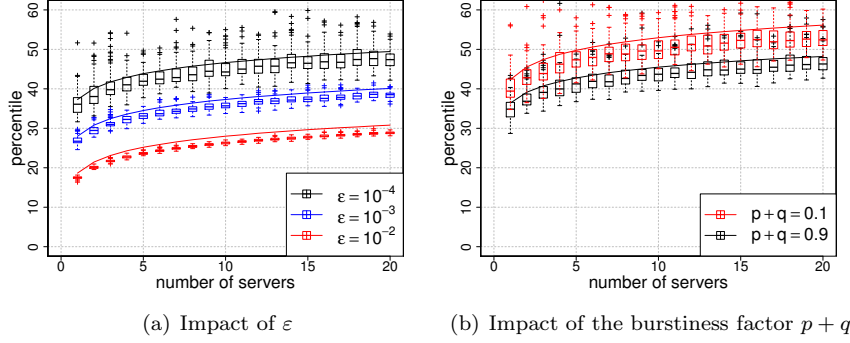 60
50
40
30
20
10
0
percentile
ε = 10⁻⁴
ε = 10⁻³
ε = 10⁻²
0 5 10 15 20
number of servers
(a) Impact of ε
60
50
40
30
20
10
0
percentile
p + q = 0.1
p + q = 0.9
0 5 10 15 20
number of servers
(b) Impact of the burstiness factor p + q